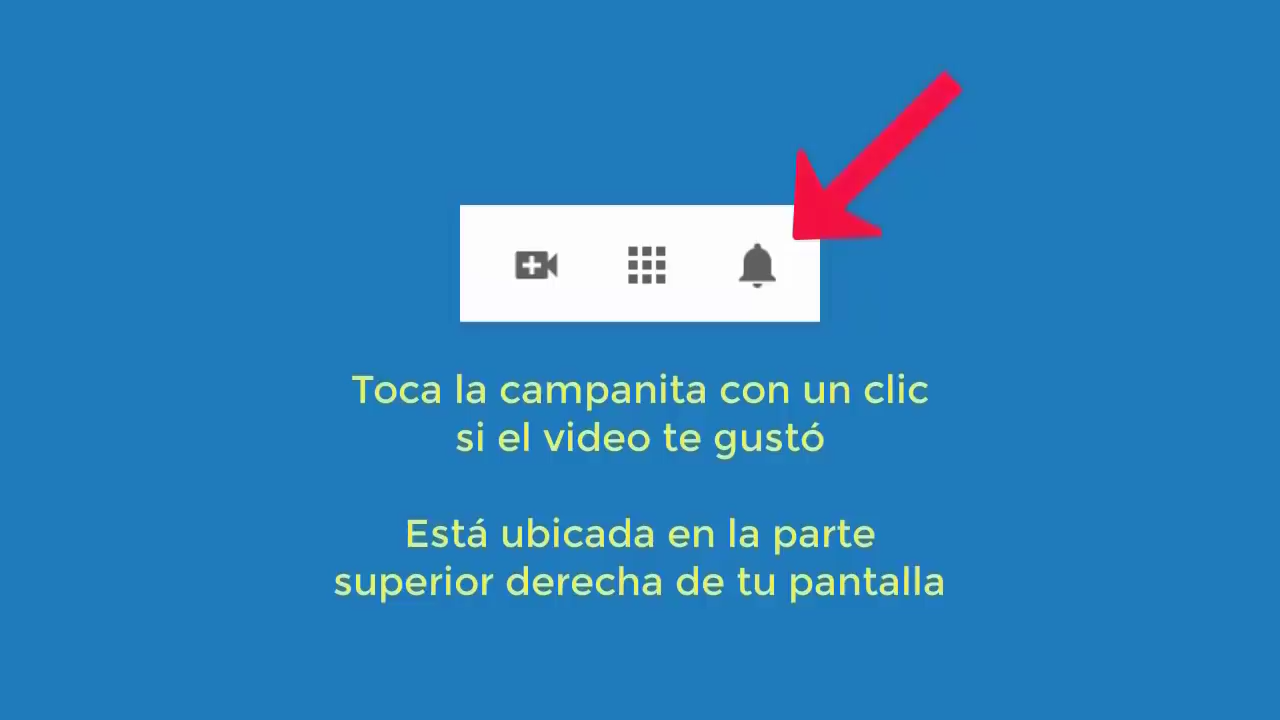 Toca la campanita con un clic
si el video te gustó
Está ubicada en la parte
superior derecha de tu pantalla